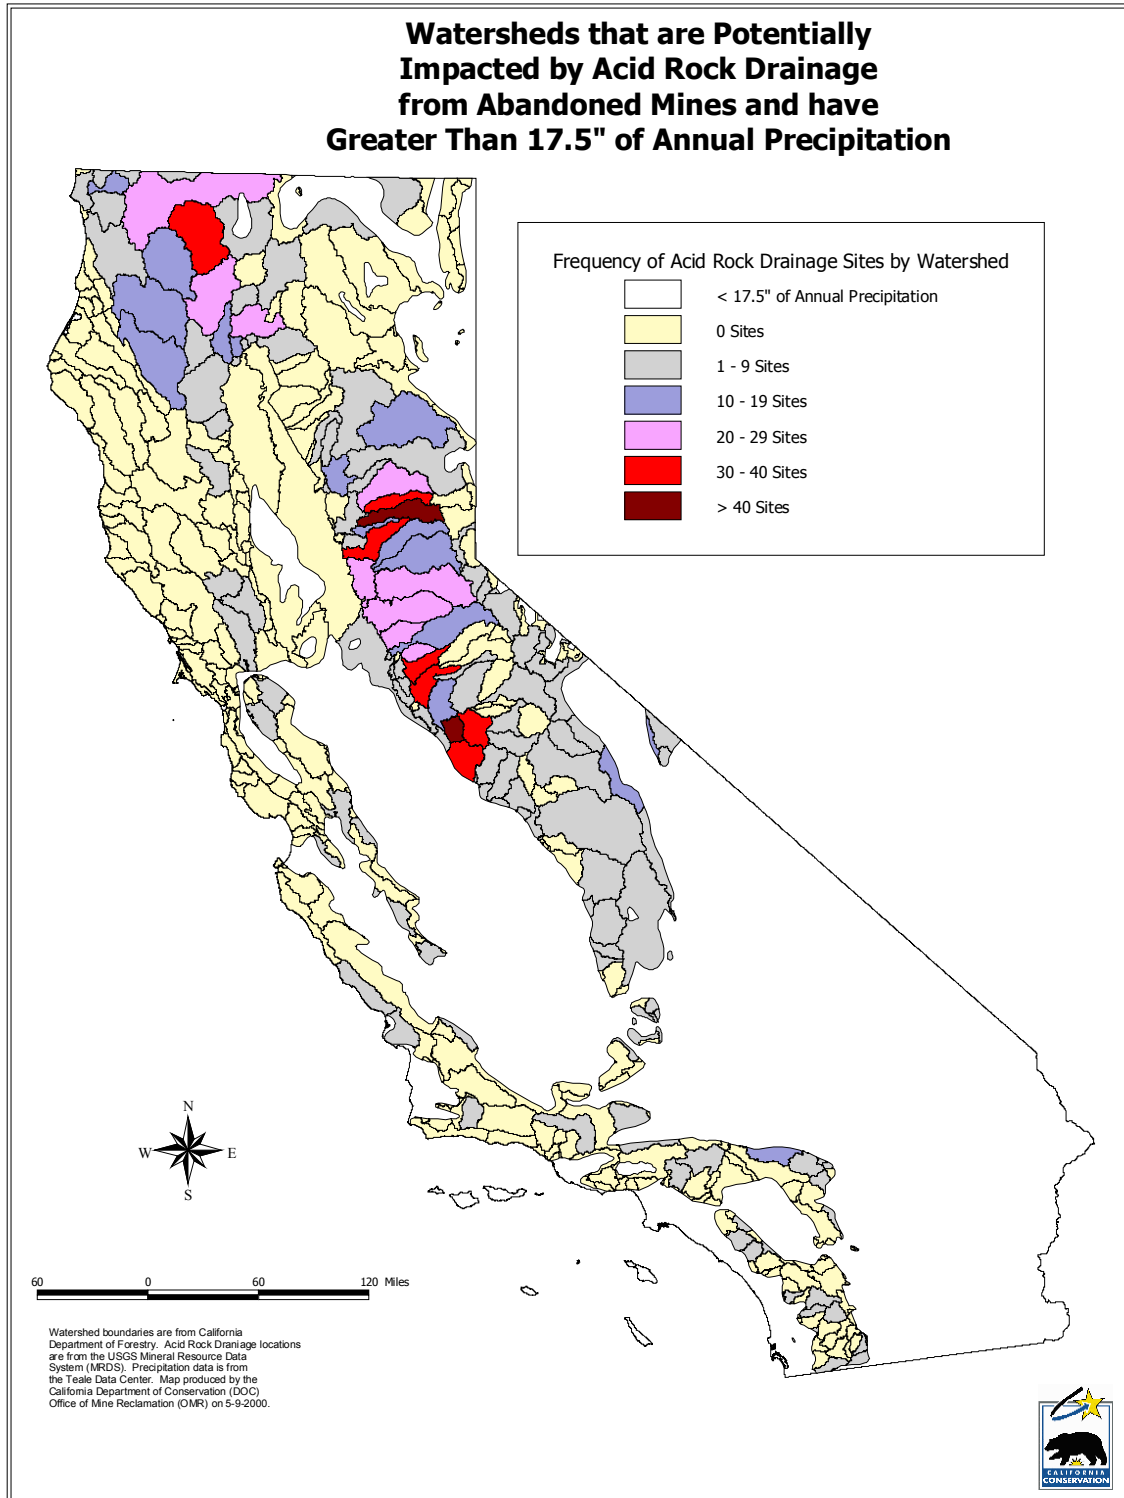 Watersheds that are Potentially
Impacted by Acid Rock Drainage
from Abandoned Mines and have
Greater Than 17.5" of Annual Precipitation
Frequency of Acid Rock Drainage Sites by Watershed
< 17.5" of Annual Precipitation
0 Sites
1 - 9 Sites
10 - 19 Sites
20 - 29 Sites
30 - 40 Sites
> 40 Sites
N
W E
S
60 0 60 120 Miles
Watershed boundaries are from California
Department of Forestry. Acid Rock Draniage locations
are from the USGS Mineral Resource Data
System (MRDS). Precipitation data is from
the Teale Data Center. Map produced by the
California Department of Conservation (DOC)
Office of Mine Reclamation (OMR) on 5-9-2000.
CALIFORNIA
CONSERVATION